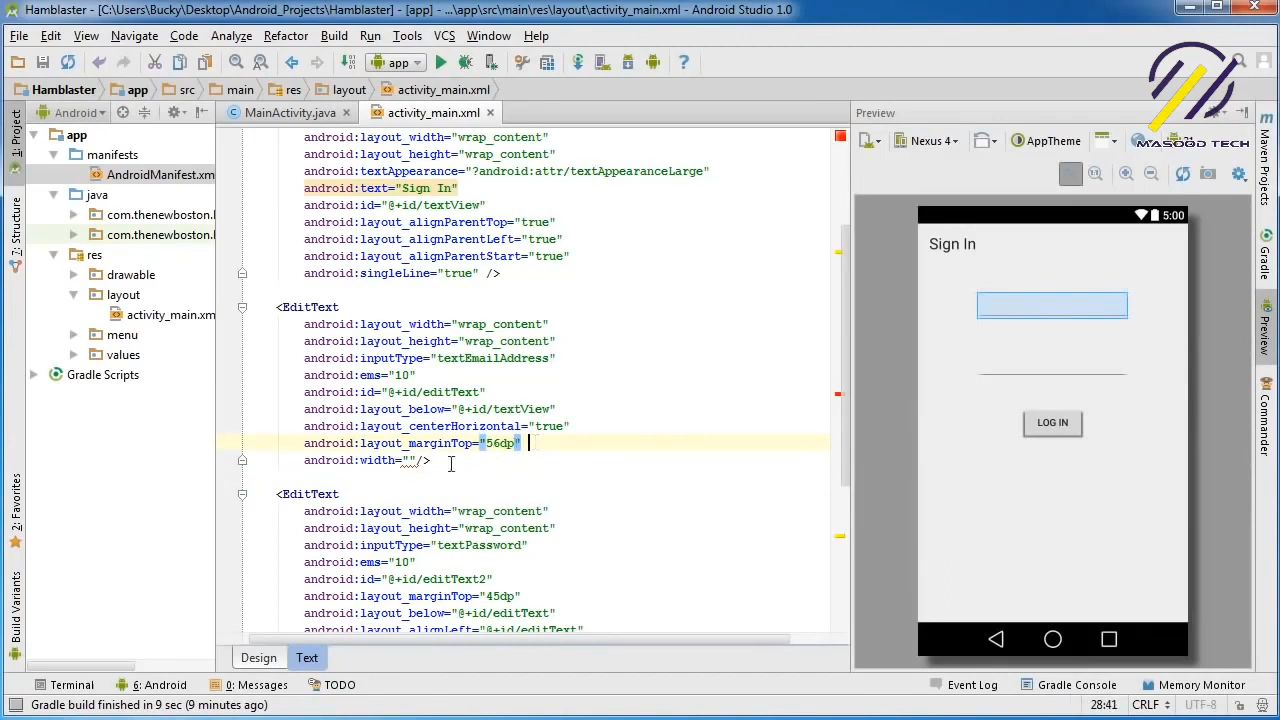 Hamblaster - [C:\Users\Bucky\Desktop\Android_Projects\Hamblaster] - [app] - ...\app\src\main\res\layout\activity_main.xml - Android Studio 1.0
File Edit View Navigate Code Analyze Refactor Build Run Tools VCS Window Help
app
Hamblaster app src main res layout activity_main.xml
MASOOD TECH
Android
MainActivity.java
activity_main.xml
Preview
1: Project
7: Structure
2: Favorites
Build Variants
app
manifests
AndroidManifest.xm
java
com.thenewboston.l
com.thenewboston.l
res
drawable
layout
activity_main.xm
menu
values
Gradle Scripts
android:layout_width="wrap_content"
android:layout_height="wrap_content"
android:textAppearance="?android:attr/textAppearanceLarge"
android:text="Sign In"
android:id="@+id/textView"
android:layout_alignParentTop="true"
android:layout_alignParentLeft="true"
android:layout_alignParentStart="true"
android:singleLine="true" />
<EditText
android:layout_width="wrap_content"
android:layout_height="wrap_content"
android:inputType="textEmailAddress"
android:ems="10"
android:id="@+id/editText"
android:layout_below="@+id/textView"
android:layout_centerHorizontal="true"
android:layout_marginTop="56dp"
android:width=""/>
<EditText
android:layout_width="wrap_content"
android:layout_height="wrap_content"
android:inputType="textPassword"
android:ems="10"
android:id="@+id/editText2"
android:layout_marginTop="45dp"
android:layout_below="@+id/editText"
android:layout_alignLeft="@+id/editText"
Design Text
Nexus 4 AppTheme
5:00
Sign In
LOG IN
Maven Projects
Gradle
Preview
Commander
Terminal 6: Android 0: Messages TODO
Event Log Gradle Console Memory Monitor
Gradle build finished in 9 sec (9 minutes ago)
28:41 CRLF UTF-8